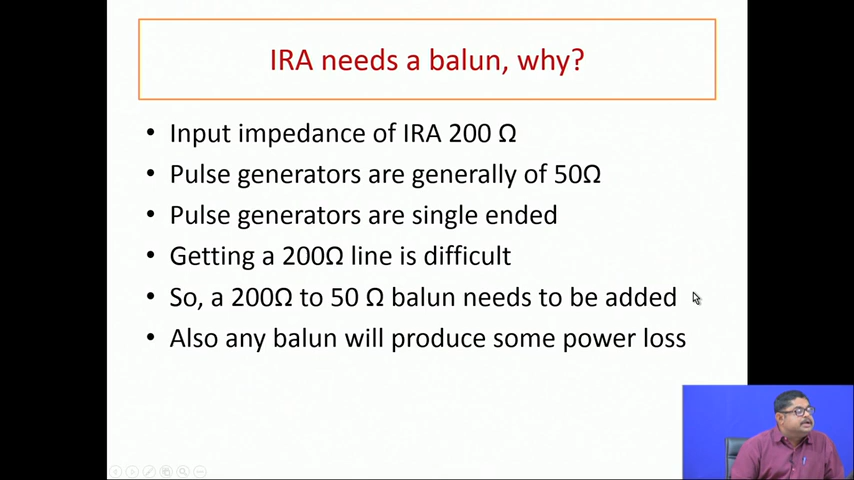 IRA needs a balun, why?
• Input impedance of IRA 200 Ω
• Pulse generators are generally of 50Ω
• Pulse generators are single ended
• Getting a 200Ω line is difficult
• So, a 200Ω to 50 Ω balun needs to be added
• Also any balun will produce some power loss